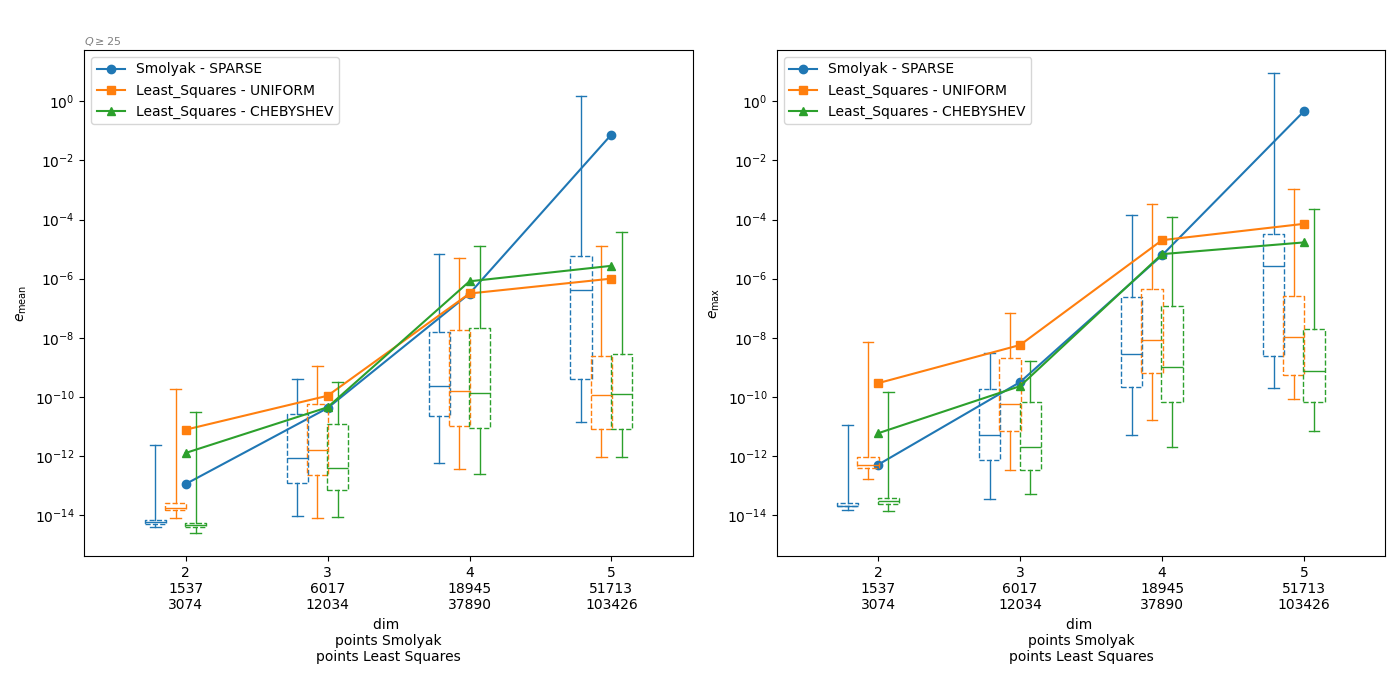 Q ≥ 25
Smolyak - SPARSE
Least_Squares - UNIFORM
Least_Squares - CHEBYSHEV
10⁰
10⁻²
10⁻⁴
10⁻⁶
10⁻⁸
10⁻¹⁰
10⁻¹²
10⁻¹⁴
e_mean
2 3 4 5
1537 6017 18945 51713
3074 12034 37890 103426
dim
points Smolyak
points Least Squares
Smolyak - SPARSE
Least_Squares - UNIFORM
Least_Squares - CHEBYSHEV
10⁰
10⁻²
10⁻⁴
10⁻⁶
10⁻⁸
10⁻¹⁰
10⁻¹²
10⁻¹⁴
e_max
2 3 4 5
1537 6017 18945 51713
3074 12034 37890 103426
dim
points Smolyak
points Least Squares